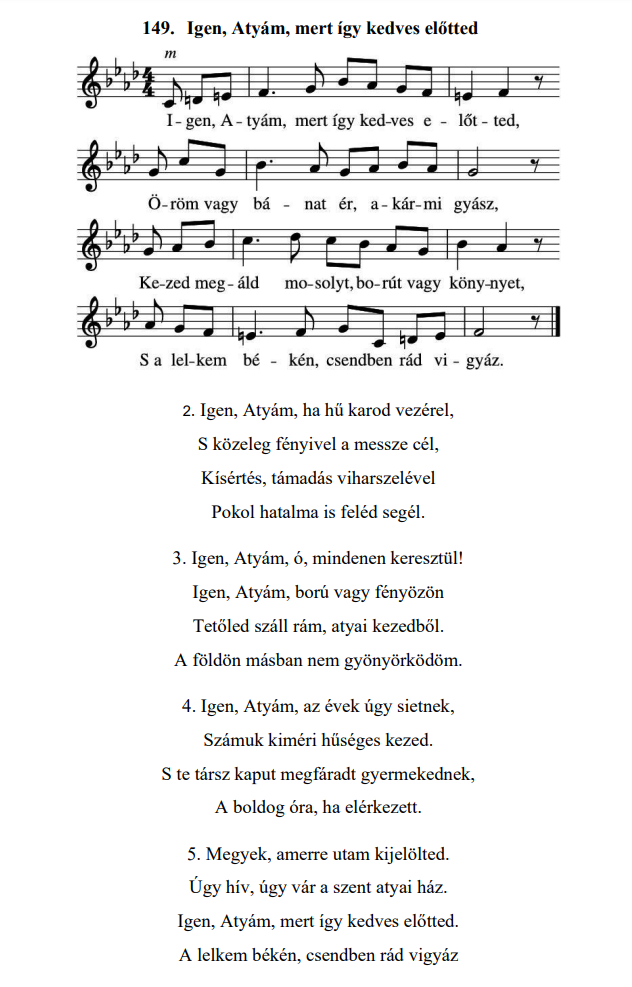 149. Igen, Atyám, mert így kedves előtted
m
I - gen, A - tyám, mert így ked-ves e - lőt - ted,
Ö-röm vagy bá - nat ér, a-kár-mi gyász,
Ke-zed meg-áld mo-solyt, bo-rút vagy köny-nyet,
S a lel-kem bé - kén, csendben rád vi - gyáz.
2. Igen, Atyám, ha hű karod vezérel,
S közeleg fényivel a messze cél,
Kísértés, támadás viharszelével
Pokol hatalma is feléd segél.
3. Igen, Atyám, ó, mindenen keresztül!
Igen, Atyám, ború vagy fényözön
Tetőled száll rám, atyai kezedből.
A földön másban nem gyönyörködöm.
4. Igen, Atyám, az évek úgy sietnek,
Számuk kiméri hűséges kezed.
S te társz kaput megfáradt gyermekednek,
A boldog óra, ha elérkezett.
5. Megyek, amerre utam kijelölted.
Úgy hív, úgy vár a szent atyai ház.
Igen, Atyám, mert így kedves előtted.
A lelkem békén, csendben rád vigyáz